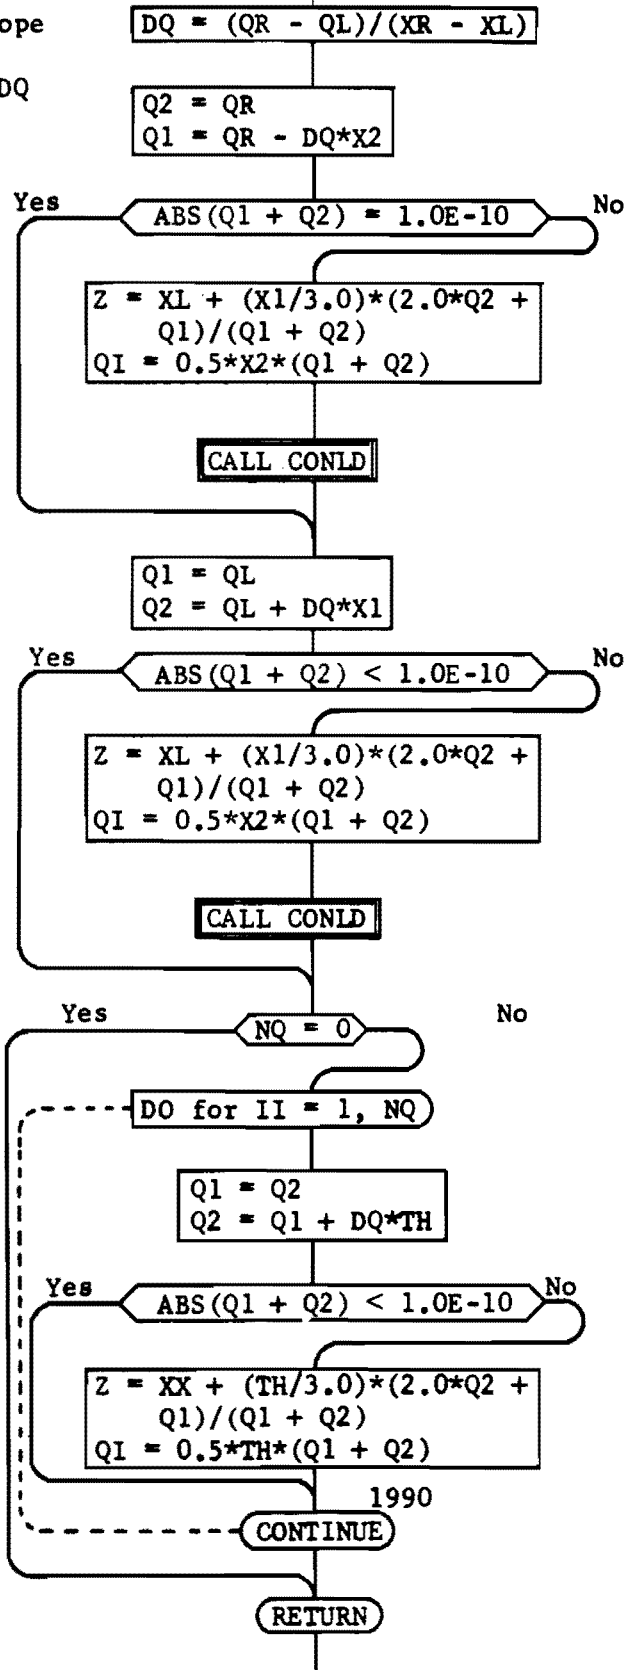 ope
DQ = (QR - QL)/(XR - XL)
DQ
Q2 = QR
Q1 = QR - DQ*X2
Yes
ABS(Q1 + Q2) = 1.0E-10
No
Z = XL + (X1/3.0)*(2.0*Q2 +
Q1)/(Q1 + Q2)
QI = 0.5*X2*(Q1 + Q2)
CALL CONLD
Q1 = QL
Q2 = QL + DQ*X1
Yes
ABS(Q1 + Q2) < 1.0E-10
No
Z = XL + (X1/3.0)*(2.0*Q2 +
Q1)/(Q1 + Q2)
QI = 0.5*X2*(Q1 + Q2)
CALL CONLD
Yes
NQ = 0
No
DO for II = 1, NQ
Q1 = Q2
Q2 = Q1 + DQ*TH
Yes
ABS(Q1 + Q2) < 1.0E-10
No
Z = XX + (TH/3.0)*(2.0*Q2 +
Q1)/(Q1 + Q2)
QI = 0.5*TH*(Q1 + Q2)
1990
CONTINUE
RETURN